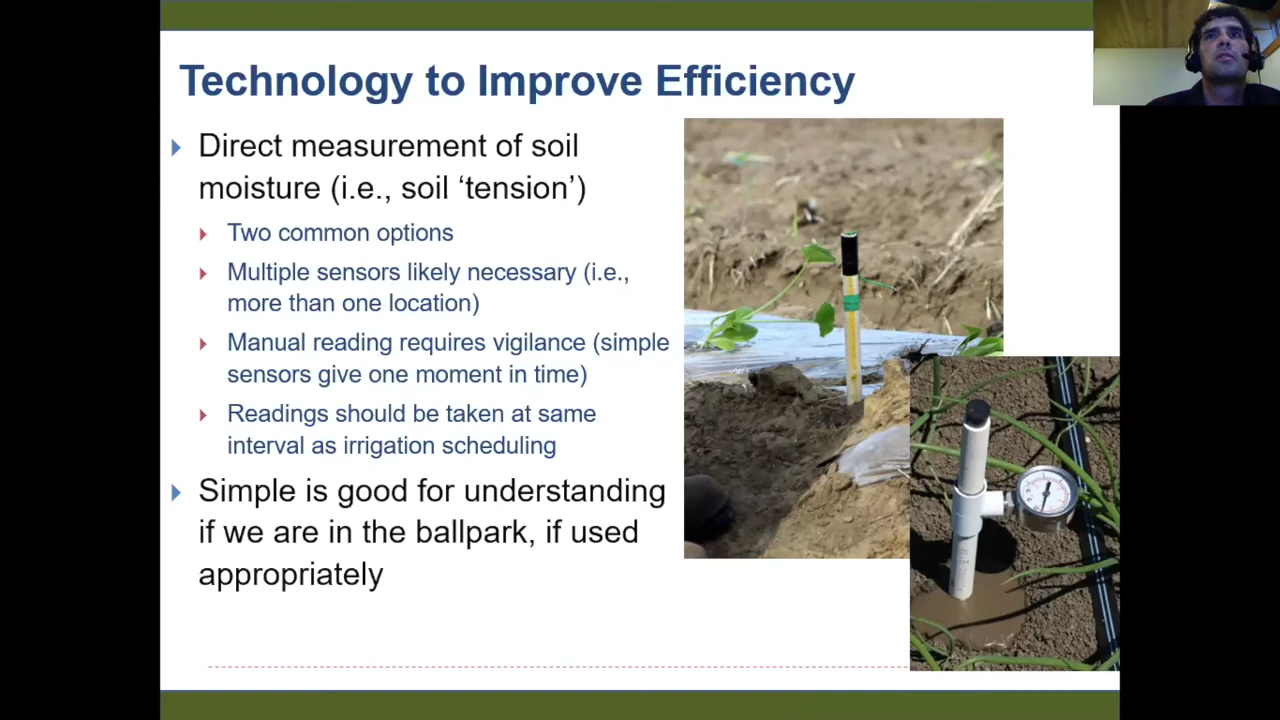 Technology to Improve Efficiency
Direct measurement of soil
moisture (i.e., soil ‘tension’)
Two common options
Multiple sensors likely necessary (i.e.,
more than one location)
Manual reading requires vigilance (simple
sensors give one moment in time)
Readings should be taken at same
interval as irrigation scheduling
Simple is good for understanding
if we are in the ballpark, if used
appropriately